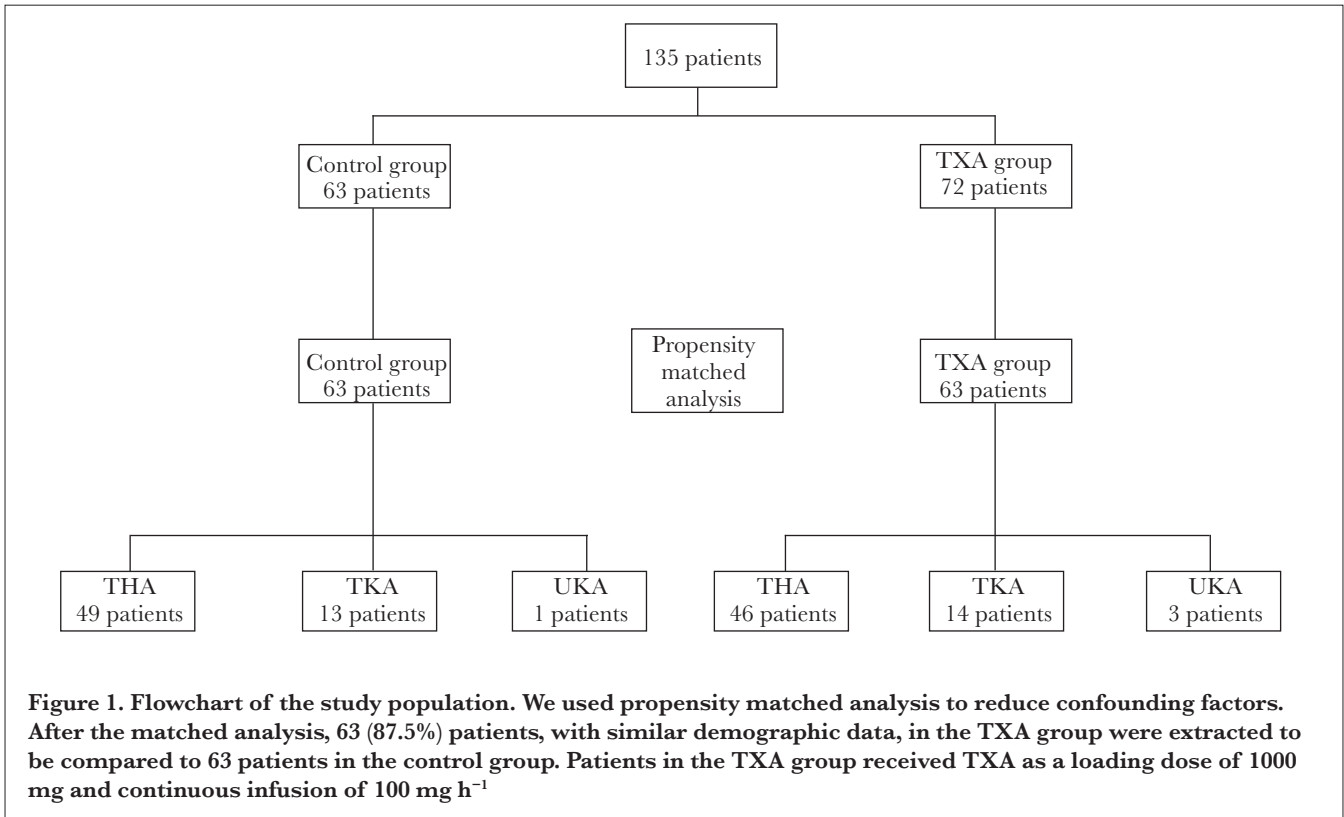 135 patients
Control group
63 patients
TXA group
72 patients
Control group
63 patients
Propensity
matched
analysis
TXA group
63 patients
THA
49 patients
TKA
13 patients
UKA
1 patients
THA
46 patients
TKA
14 patients
UKA
3 patients
Figure 1. Flowchart of the study population. We used propensity matched analysis to reduce confounding factors.
After the matched analysis, 63 (87.5%) patients, with similar demographic data, in the TXA group were extracted to
be compared to 63 patients in the control group. Patients in the TXA group received TXA as a loading dose of 1000
mg and continuous infusion of 100 mg h⁻¹